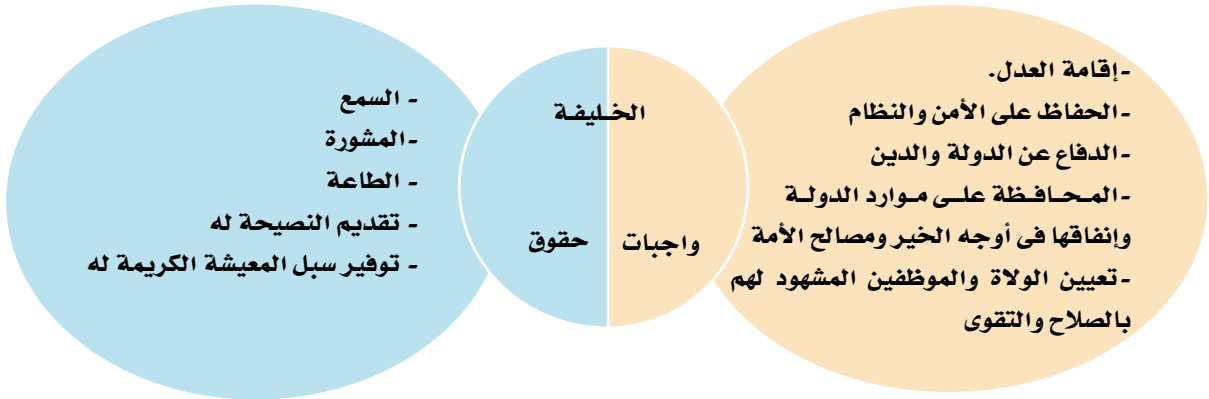 الخليفة
واجبات
-إقامة العدل.
-الحفاظ على الأمن والنظام
-الدفاع عن الدولة والدين
-المحافظة على موارد الدولة
وإنفاقها فى أوجه الخير ومصالح الأمة
-تعيين الولاة والموظفين المشهود لهم
بالصلاح والتقوى
حقوق
- السمع
-المشورة
- الطاعة
- تقديم النصيحة له
- توفير سبل المعيشة الكريمة له